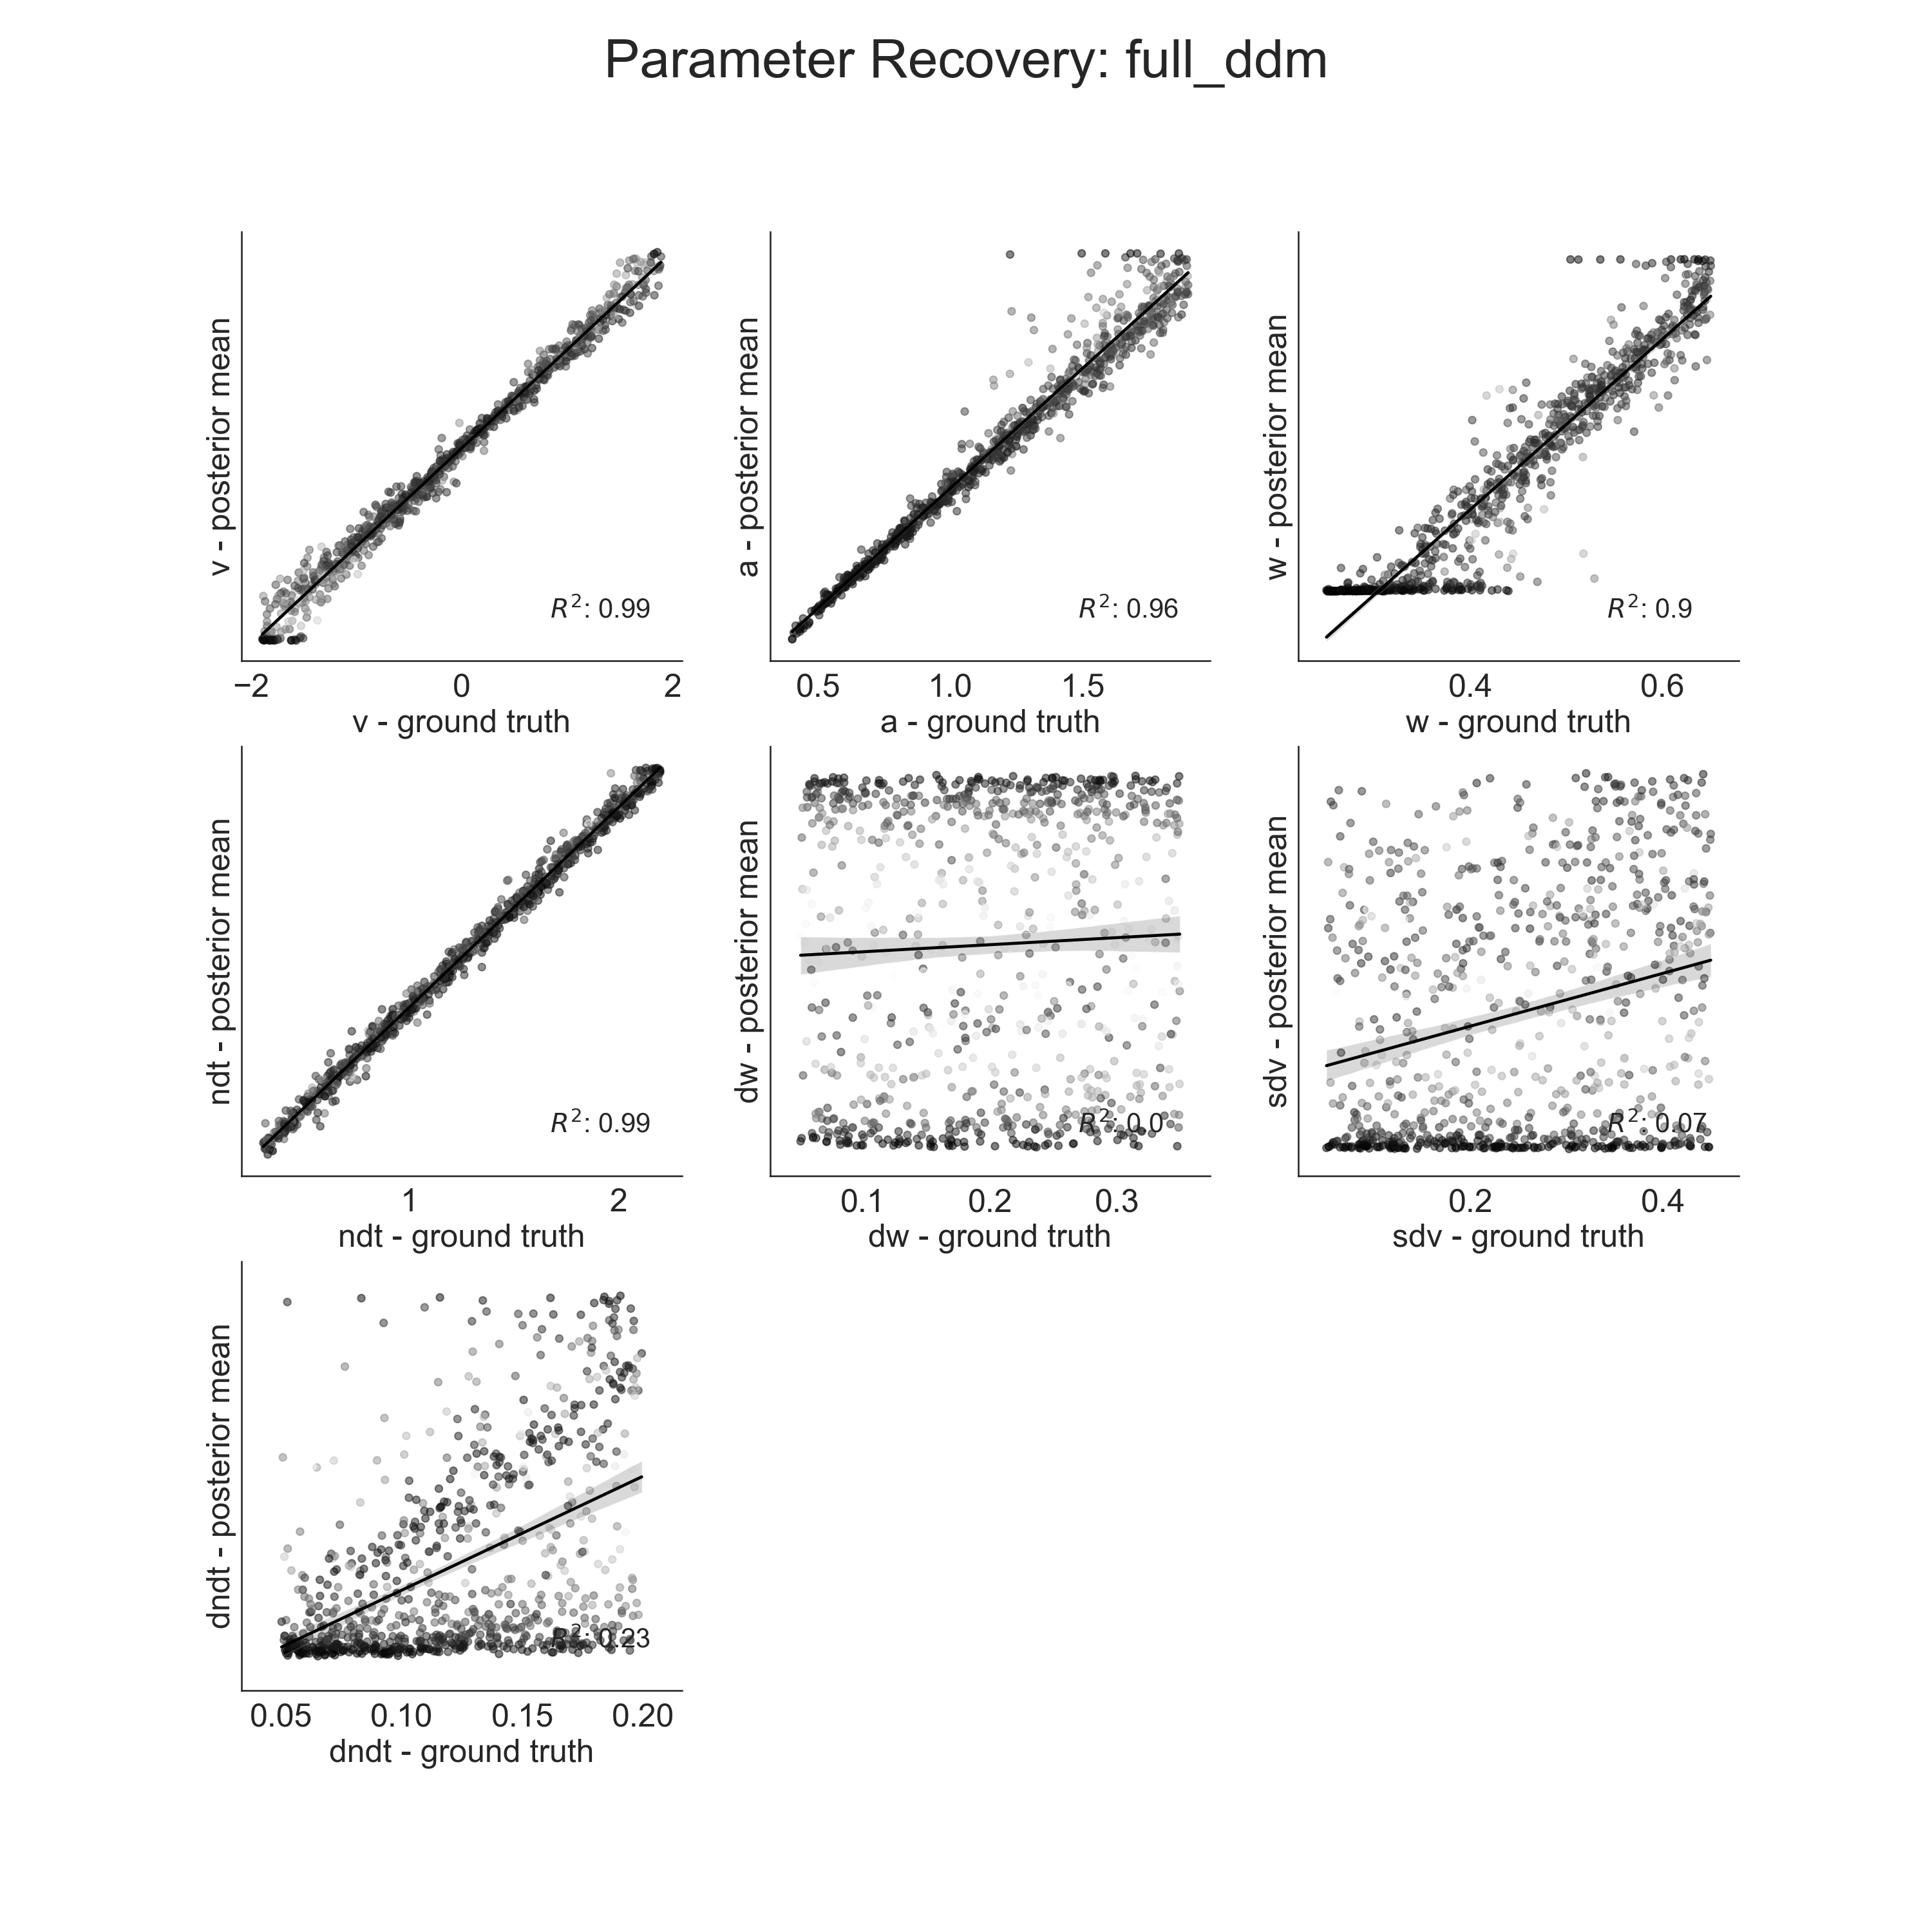 Parameter Recovery: full_ddm
v - posterior mean
R²: 0.99
−2 0 2
v - ground truth
a - posterior mean
R²: 0.96
0.5 1.0 1.5
a - ground truth
w - posterior mean
R²: 0.9
0.4 0.6
w - ground truth
ndt - posterior mean
R²: 0.99
1 2
ndt - ground truth
dw - posterior mean
R²: 0.0
0.1 0.2 0.3
dw - ground truth
sdv - posterior mean
R²: 0.07
0.2 0.4
sdv - ground truth
dndt - posterior mean
R²: 0.23
0.05 0.10 0.15 0.20
dndt - ground truth